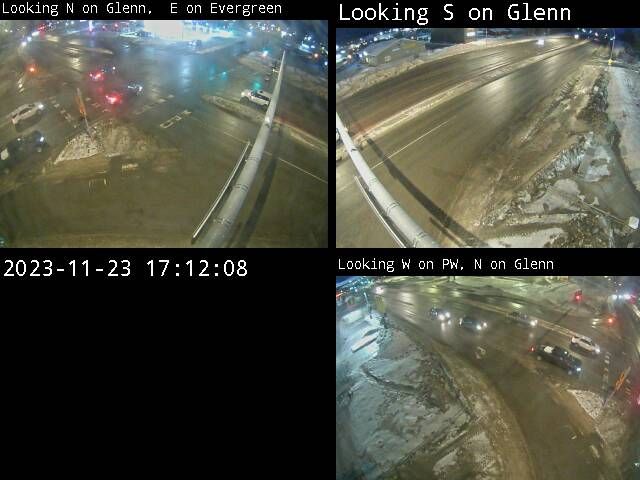 Looking N on Glenn,  E on Evergreen
Looking S on Glenn
2023-11-23 17:12:08
Looking W on PW, N on Glenn